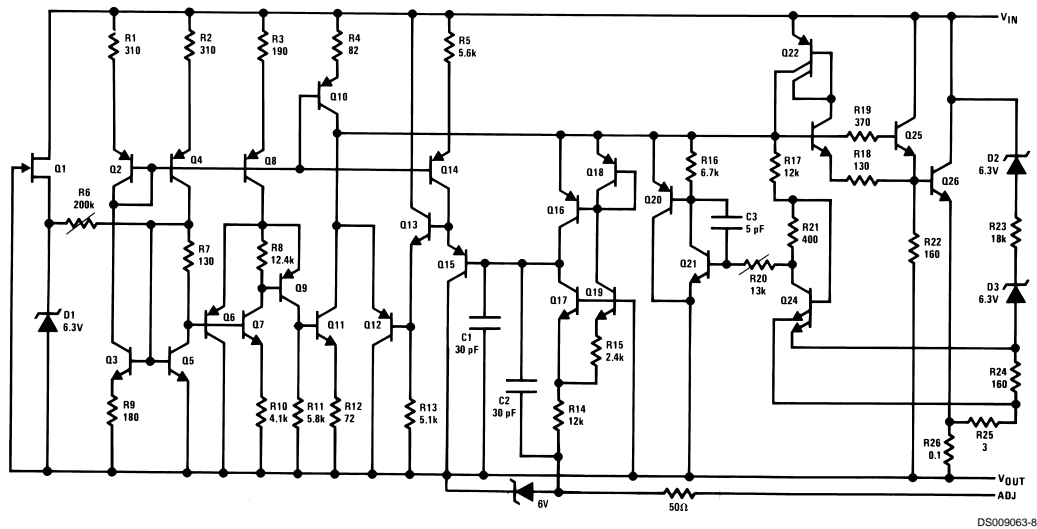 VIN
R1
310
R2
310
R3
190
R4
82
R5
5.6k
Q22
Q10
R19
370
Q25
D2
6.3V
Q1
Q2
Q4
Q8
Q14
Q18
R16
6.7k
R17
12k
R18
130
Q26
R6
200k
Q16
Q20
C3
5 pF
R21
400
R23
18k
R7
130
R8
12.4k
Q13
Q15
Q21
R22
160
D1
6.3V
Q9
Q17
Q19
R20
13k
D3
6.3V
Q6
Q7
Q11
Q12
C1
30 pF
Q24
Q3
Q5
R15
2.4k
C2
30 pF
R24
160
R9
180
R10
4.1k
R11
5.8k
R12
72
R13
5.1k
R14
12k
R26
0.1
R25
3
VOUT
6V
50Ω
ADJ
DS009063-8